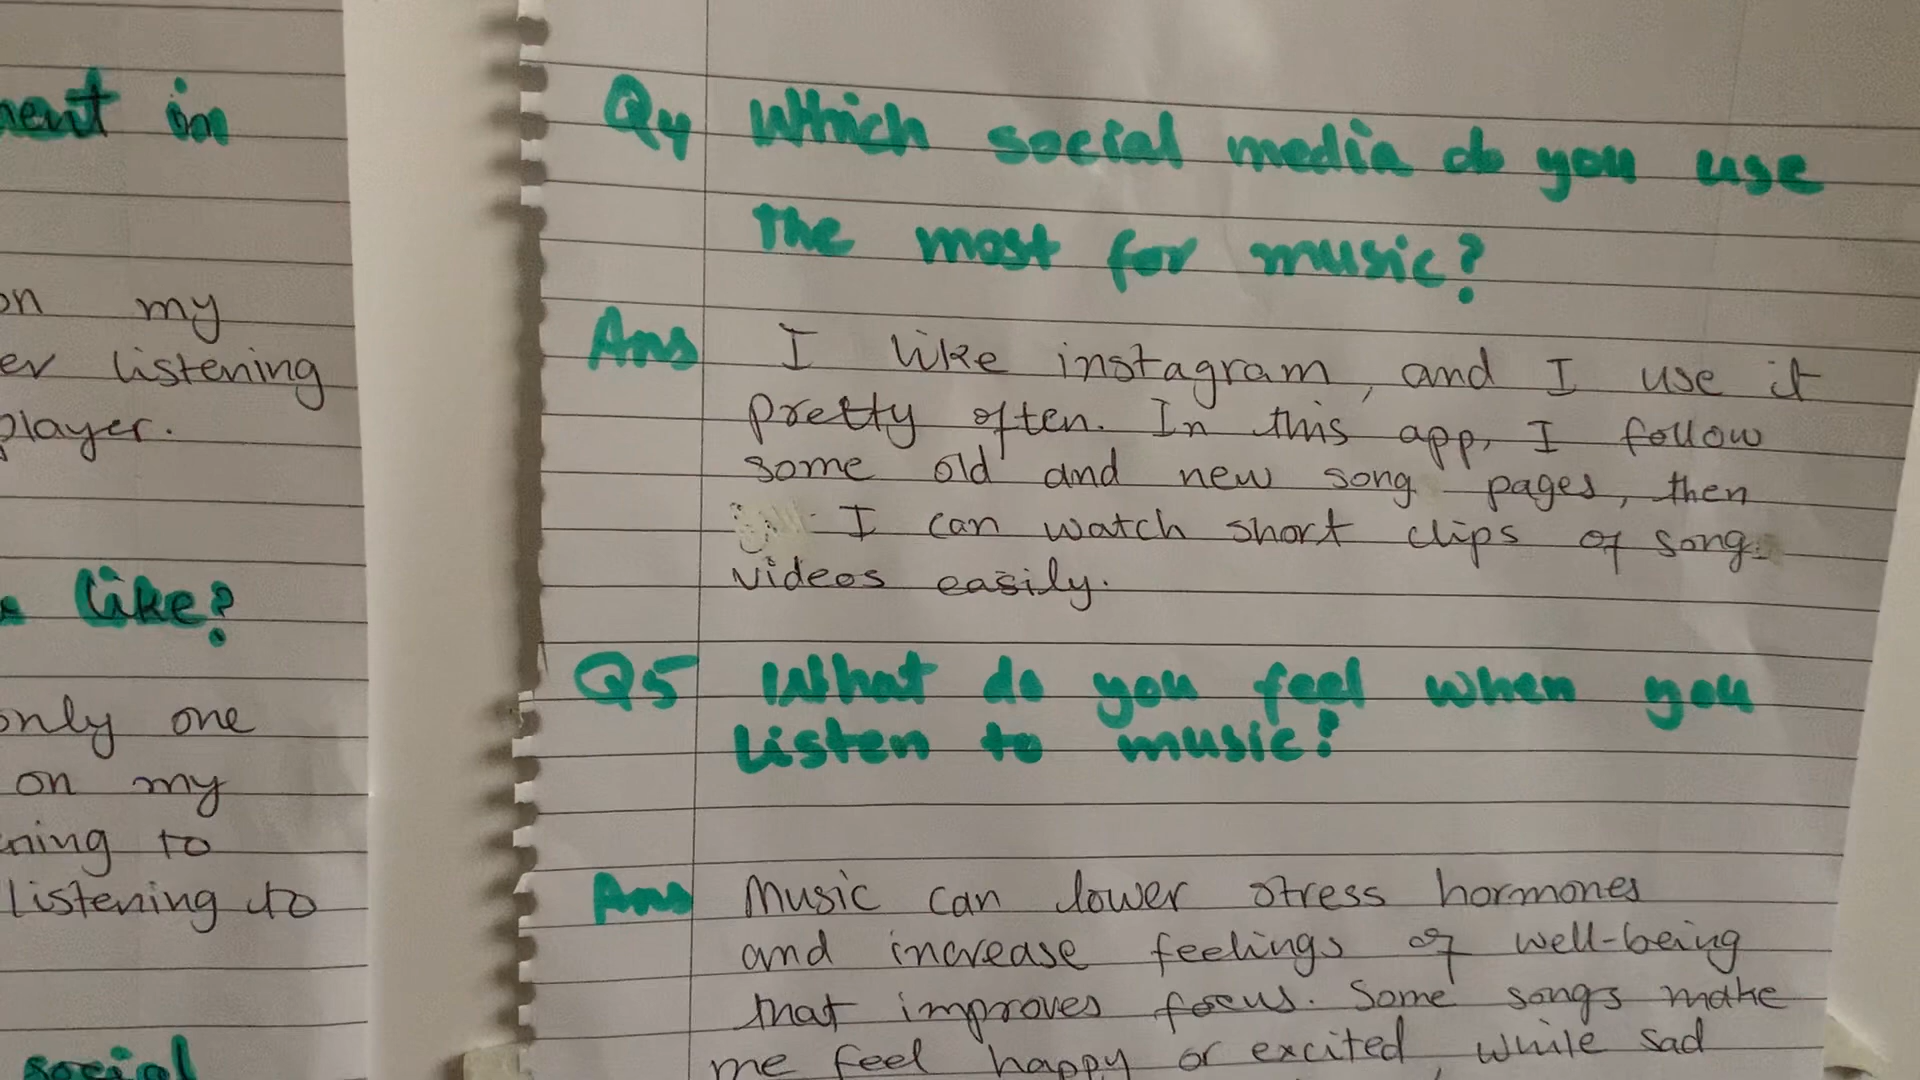 in
on my
listening
player.
like?
only one
on my
to
listening to
social
Q4 Which social media do you use
the most for music?
Ans I like instagram, and I use it
pretty often. In this app, I follow
some old and new song pages, then
I can watch short clips of song
videos easily.
Q5 What do you feel when you
listen to music?
Ans Music can lower stress hormones
and increase feelings of well-being
that improves focus. Some songs make
me feel happy or excited, while sad